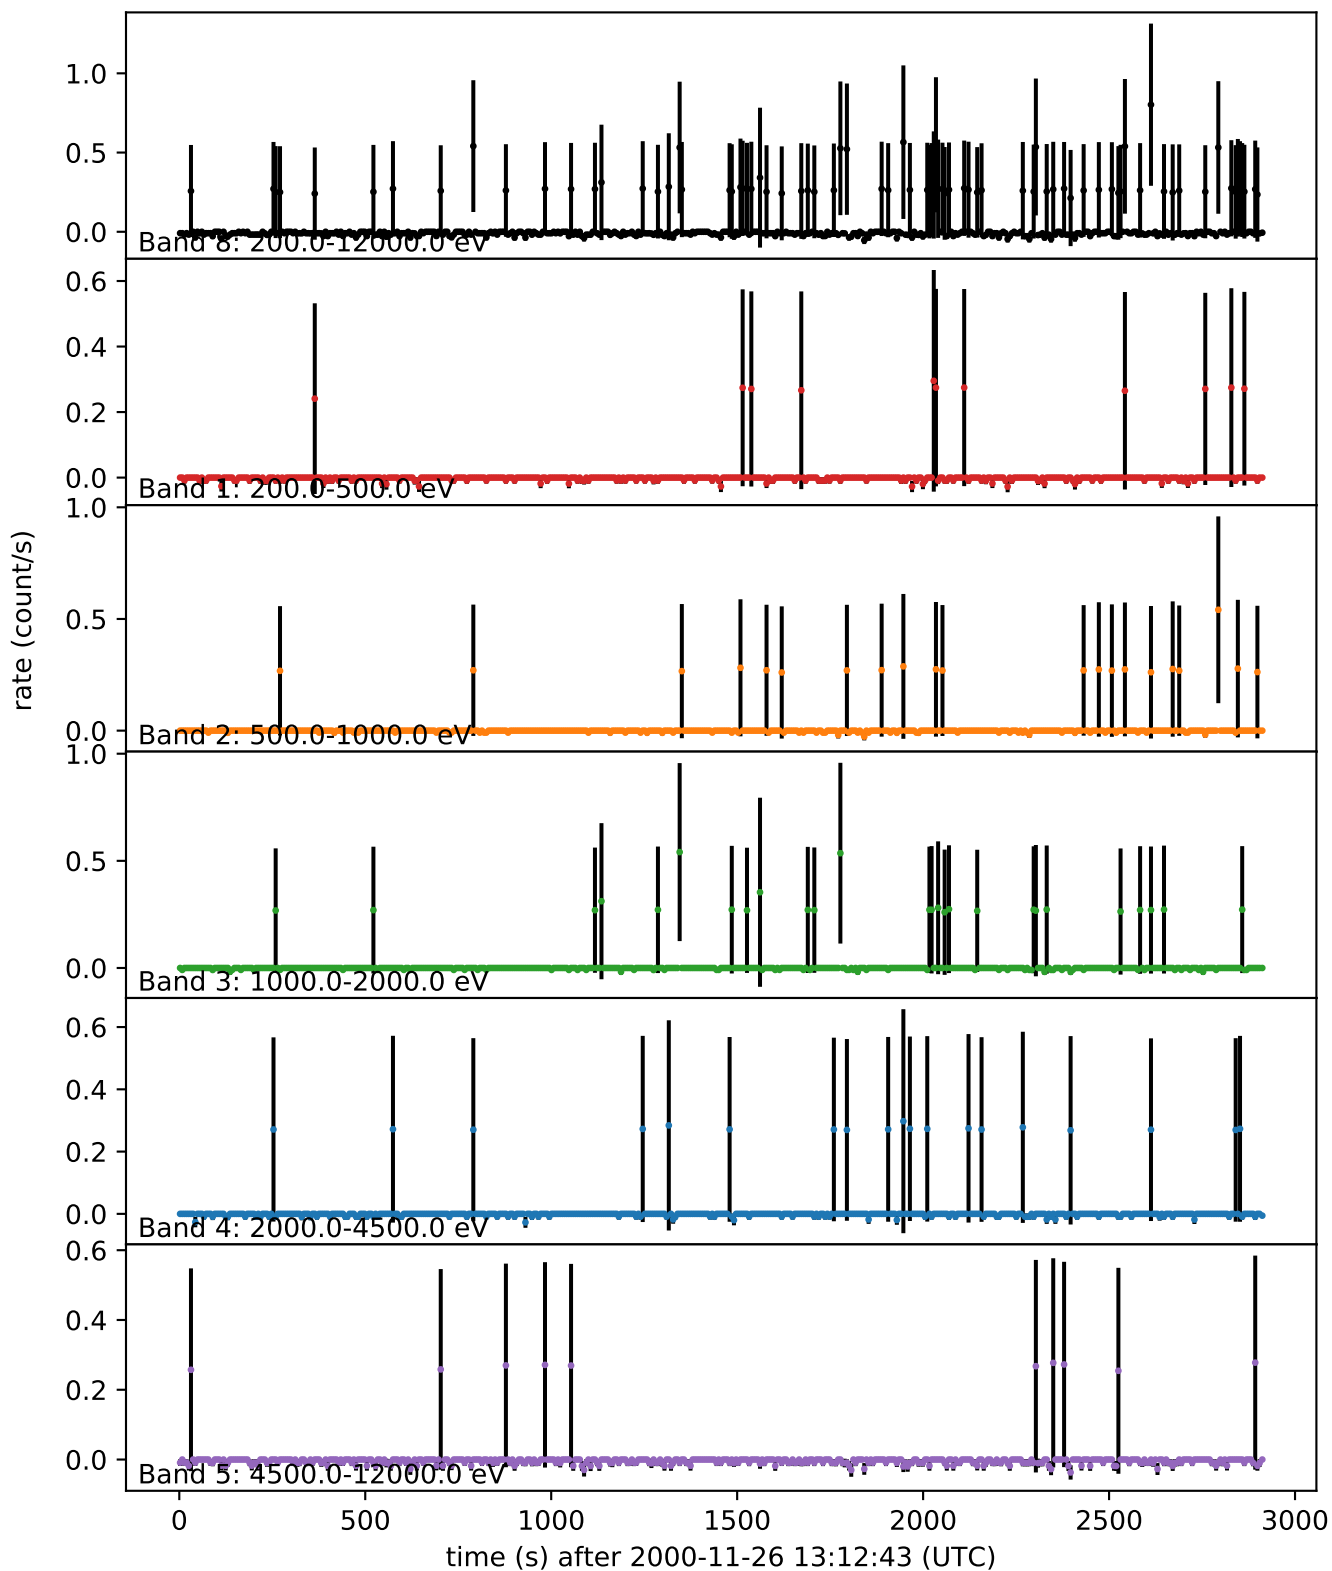 1.0
0.5
0.0
Band 8: 200.0-12000.0 eV
0.6
0.4
0.2
0.0
Band 1: 200.0-500.0 eV
1.0
0.5
0.0
Band 2: 500.0-1000.0 eV
rate (count/s)
1.0
0.5
0.0
Band 3: 1000.0-2000.0 eV
0.6
0.4
0.2
0.0
Band 4: 2000.0-4500.0 eV
0.6
0.4
0.2
0.0
Band 5: 4500.0-12000.0 eV
0 500 1000 1500 2000 2500 3000
time (s) after 2000-11-26 13:12:43 (UTC)